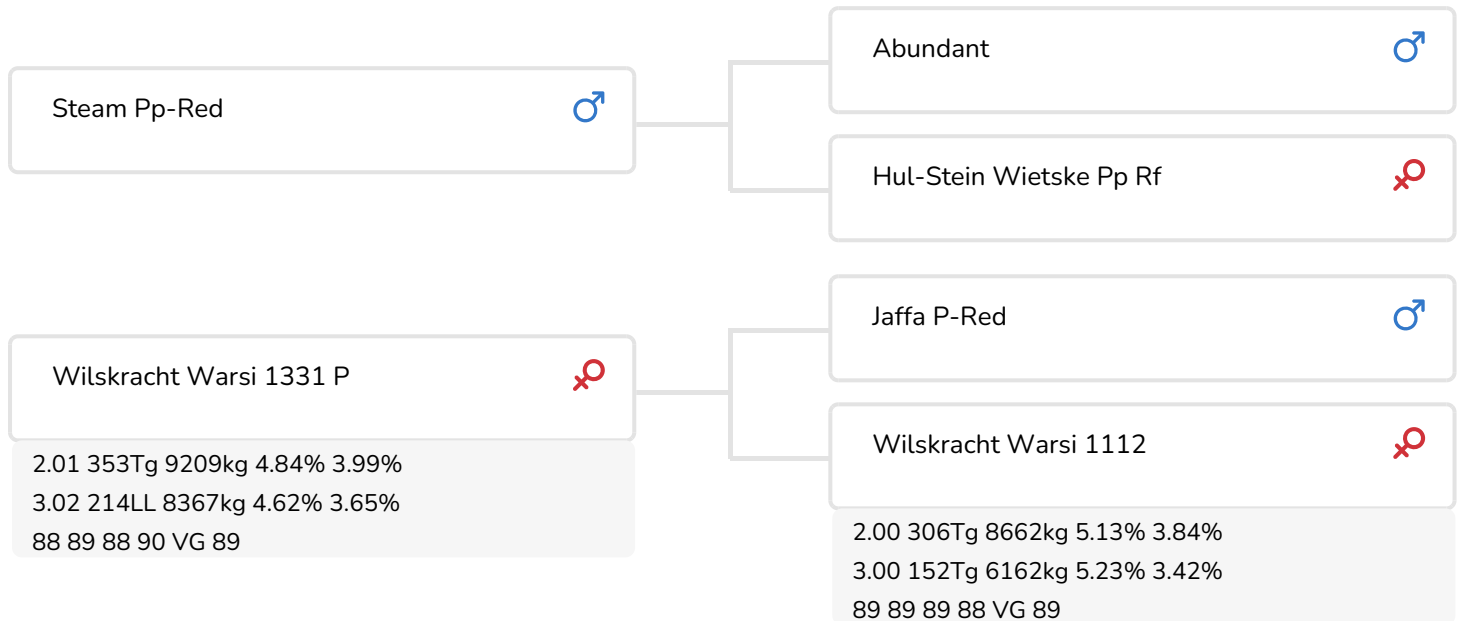 Steam Pp-Red
Abundant
Hul-Stein Wietske Pp Rf
Wilskracht Warsi 1331 P
2.01 353Tg 9209kg 4.84% 3.99%
3.02 214LL 8367kg 4.62% 3.65%
88 89 88 90 VG 89
Jaffa P-Red
Wilskracht Warsi 1112
2.00 306Tg 8662kg 5.13% 3.84%
3.00 152Tg 6162kg 5.23% 3.42%
89 89 89 88 VG 89